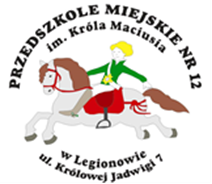 PRZEDSZKOLE MIEJSKIE NR 12
im. Króla Maciusia
w Legionowie
ul. Królowej Jadwigi 7